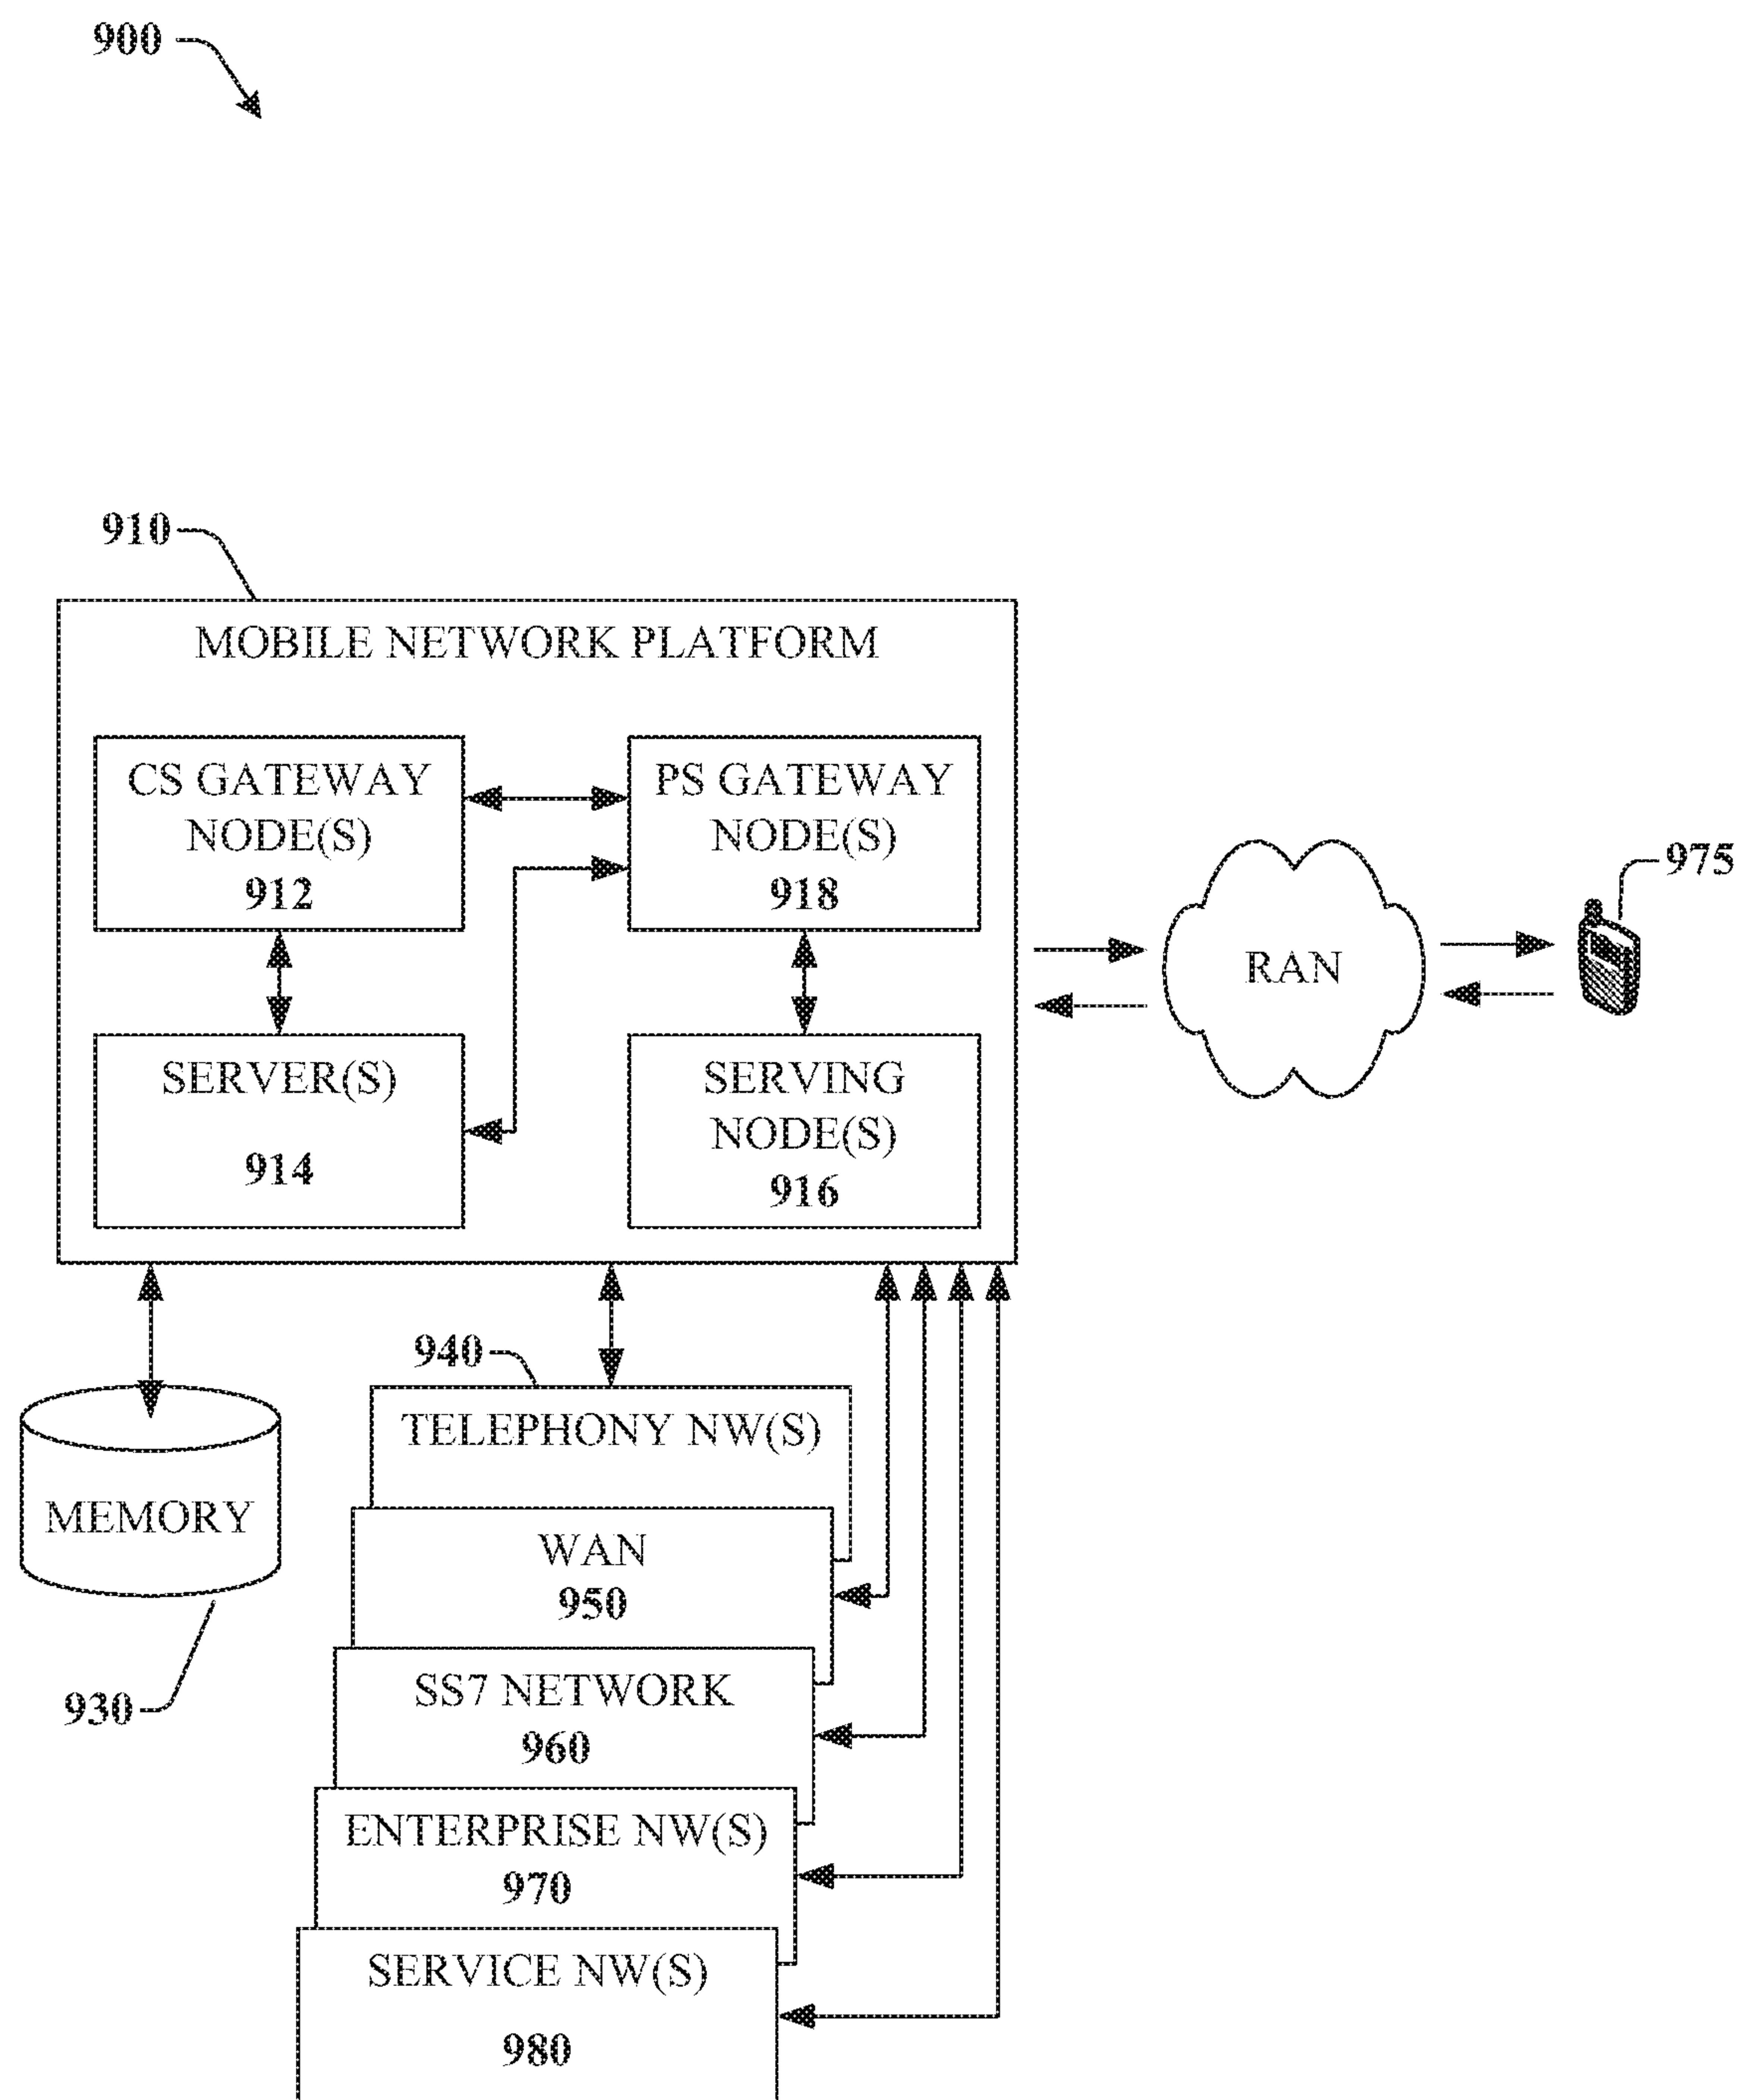 900
910
MOBILE NETWORK PLATFORM
CS GATEWAY
NODE(S)
912
PS GATEWAY
NODE(S)
918
SERVER(S)
914
SERVING
NODE(S)
916
RAN
975
940
TELEPHONY NW(S)
MEMORY
930
WAN
950
SS7 NETWORK
960
ENTERPRISE NW(S)
970
SERVICE NW(S)
980